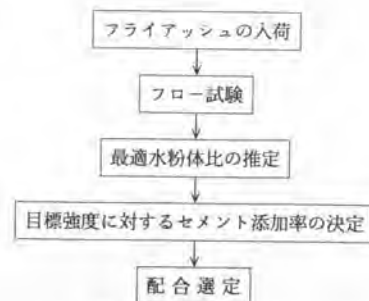 フライアッシュの入荷
フロー試験
最適水粉体比の推定
目標強度に対するセメント添加率の決定
配合選定